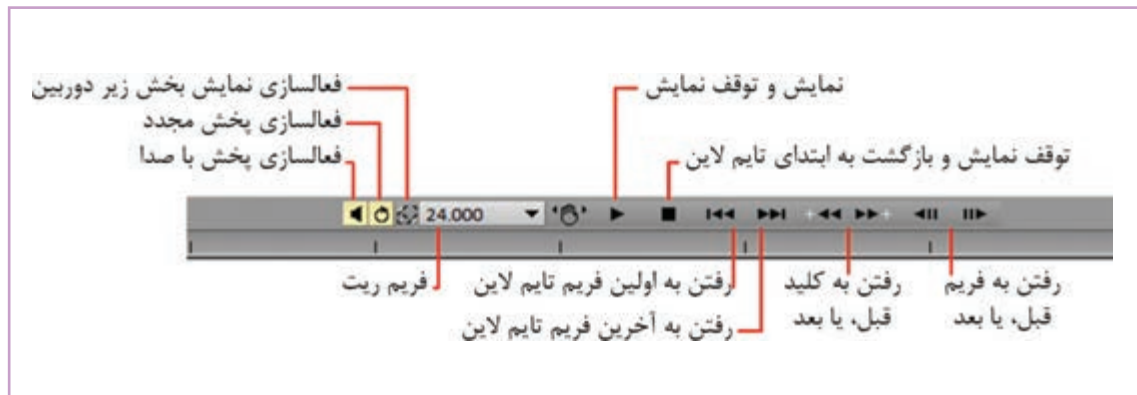 نمایش و توقف نمایش
فعالسازی نمایش بخش زیر دوربین
فعالسازی پخش مجدد
توقف نمایش و بازگشت به ابتدای تایم لاین
فعالسازی پخش با صدا
24.000
رفتن به فریم
قبل، یا بعد
رفتن به کلید
قبل، یا بعد
رفتن به اولین فریم تایم لاین
رفتن به آخرین فریم تایم لاین
فریم ریت